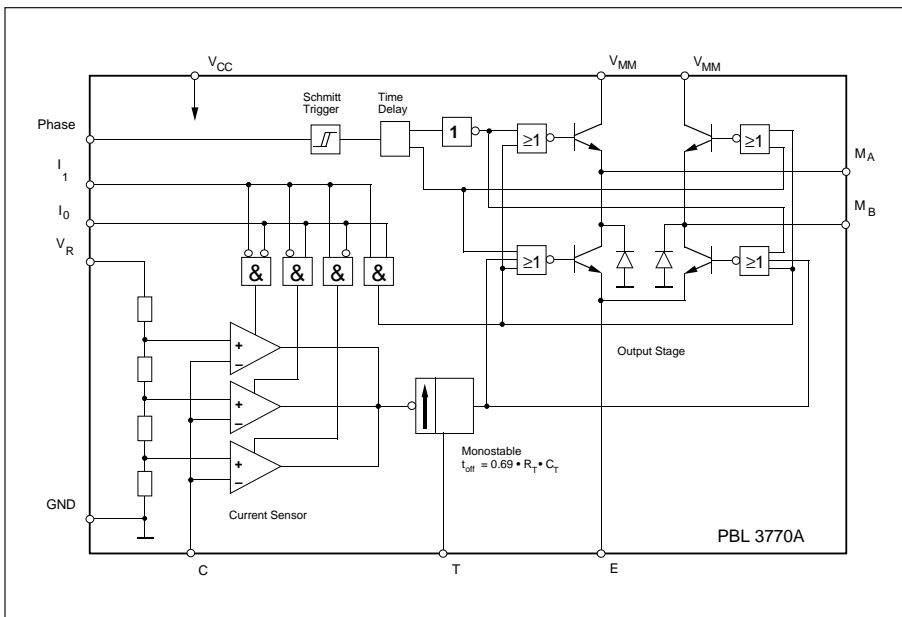 V_CC
V_MM
V_MM
Schmitt
Trigger
Time
Delay
Phase
1
≥1
≥1
M_A
I_1
I_0
M_B
V_R
& & & &
≥1
≥1
+
−
Output Stage
+
−
Monostable
t_off = 0.69 • R_T • C_T
+
−
GND
Current Sensor
PBL 3770A
C
T
E